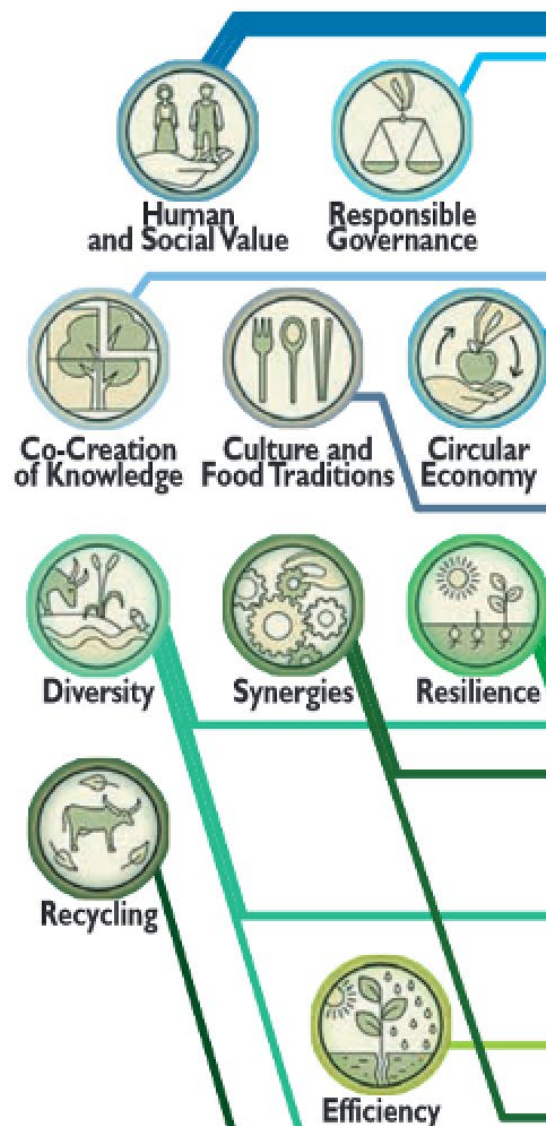 Human
and Social Value
Responsible
Governance
Co-Creation
of Knowledge
Culture and
Food Traditions
Circular
Economy
Diversity
Synergies
Resilience
Recycling
Efficiency